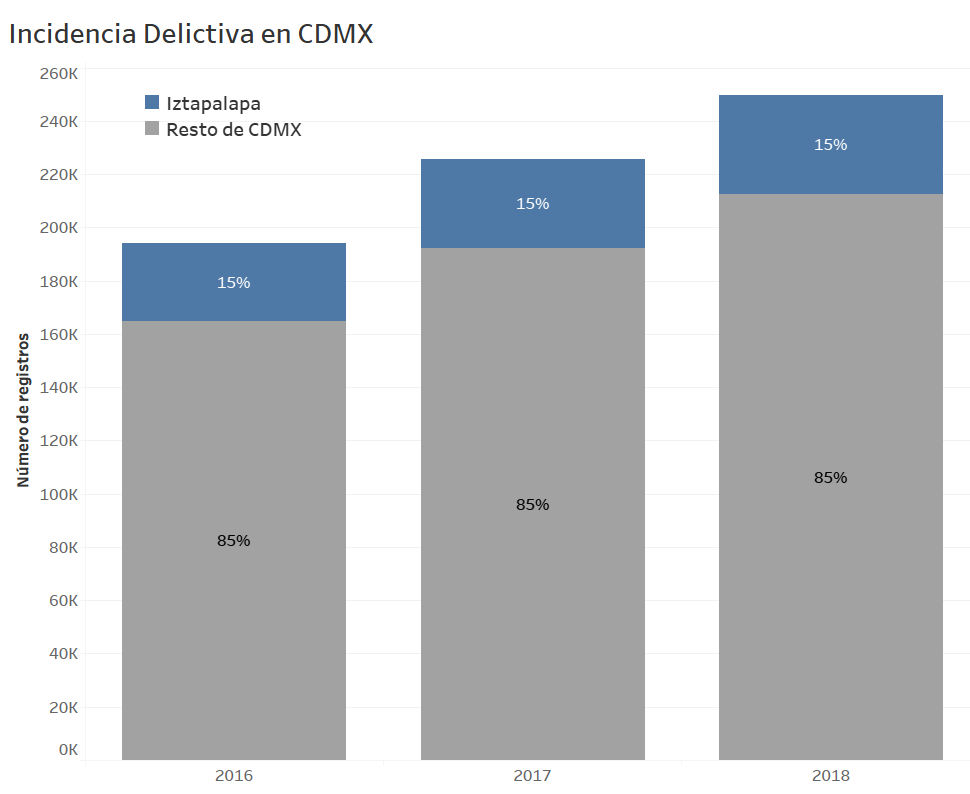 Incidencia Delictiva en CDMX
260K
Iztapalapa
Resto de CDMX
240K
220K
200K
180K
160K
140K
120K
100K
80K
60K
40K
20K
0K
Número de registros
15%
15%
15%
85%
85%
85%
2016
2017
2018